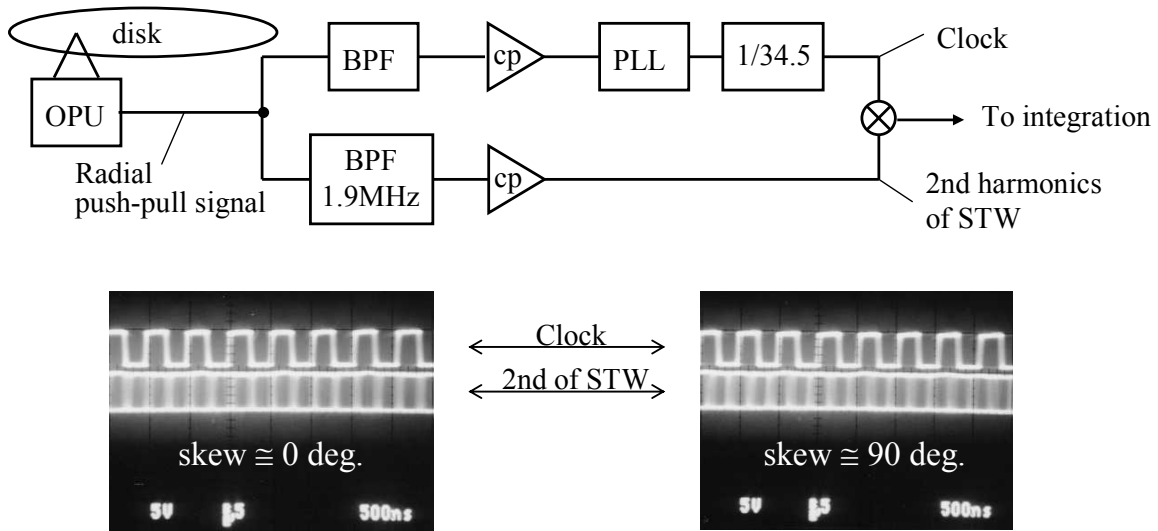 disk
OPU
Radial
push-pull signal
BPF
cp
PLL
1/34.5
Clock
BPF
1.9MHz
cp
To integration
2nd harmonics
of STW
Clock
2nd of STW
skew ≅ 0 deg.
5V
500ns
skew ≅ 90 deg.
5V
500ns